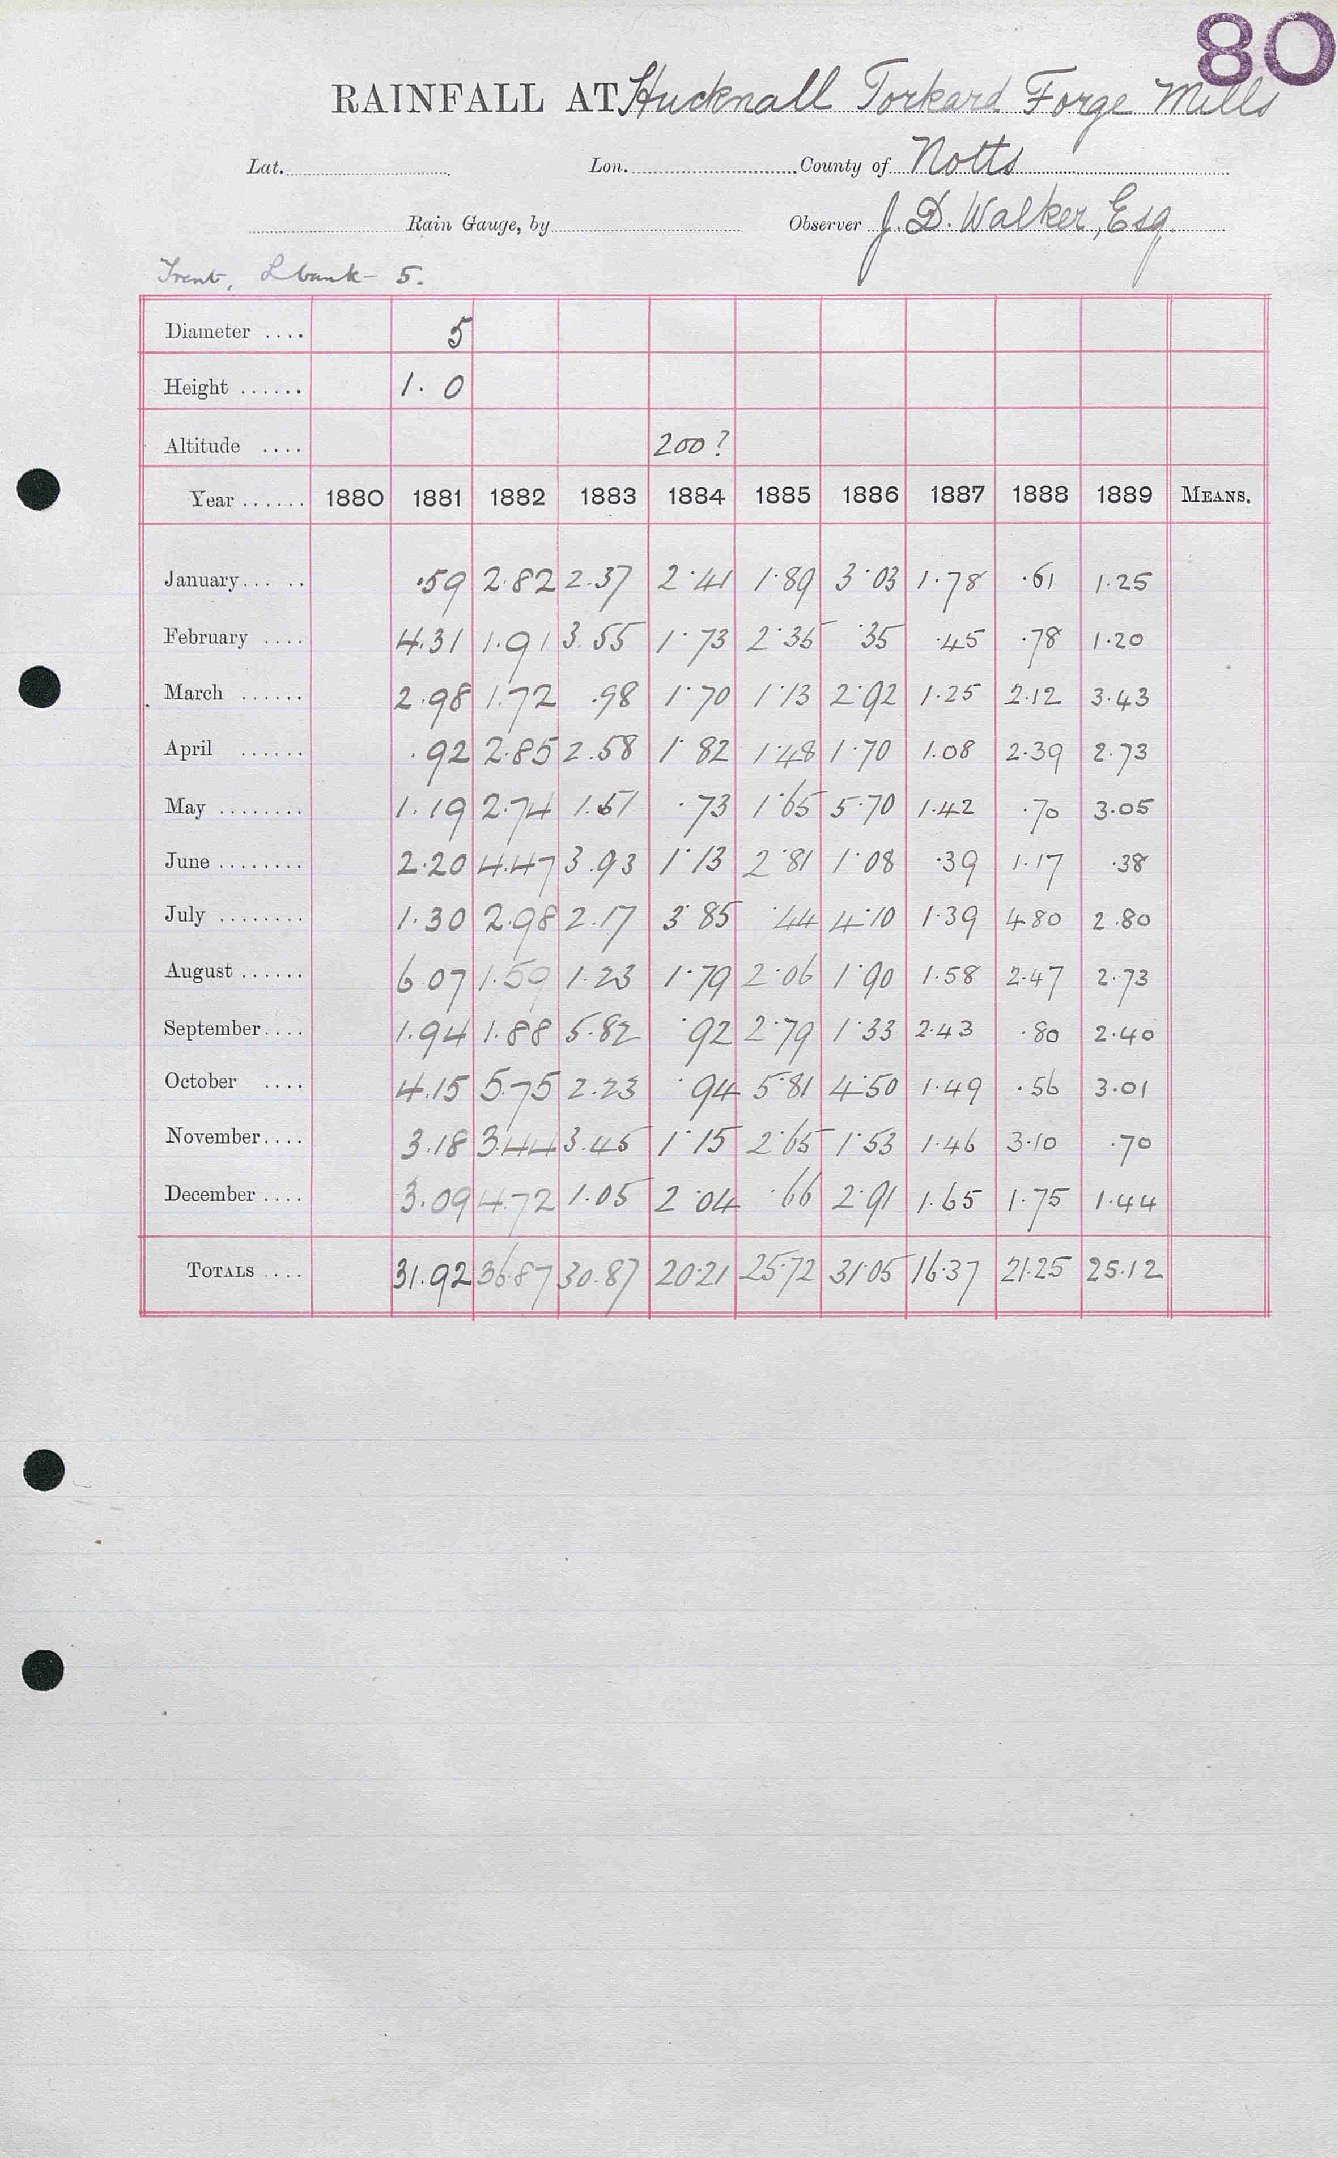 80
RAINFALL AT Hucknall Torkard Forge Mills
Lat. Lon. County of Notts
Rain Gauge, by Observer J. D. Walker, Esq
Trent, L bank 5.
Diameter .... 5
Height ...... 1. 0
Altitude .... 200?
Year ...... 1880 1881 1882 1883 1884 1885 1886 1887 1888 1889 MEANS.
January... .. .59 2.82 2.37 2.41 1.89 3.03 1.78 .61 1.25
February .... 4.31 1.91 3.55 1.73 2.35 .35 .45 .78 1.20
March ...... 2.98 1.72 .98 1.70 1.13 2.92 1.25 2.12 3.43
April ...... .92 2.85 2.58 1.82 1.48 1.70 1.08 2.39 2.73
May ........ 1.19 2.74 1.51 .73 1.65 5.70 1.42 .70 3.05
June ........ 2.20 4.47 3.93 1.13 2.81 1.08 .39 1.17 .38
July ........ 1.30 2.98 2.17 3.85 .44 4.10 1.39 4.80 2.80
August ...... 6.07 1.59 1.23 1.79 2.06 1.90 1.58 2.47 2.73
September.... 1.94 1.88 5.82 .92 2.79 1.33 2.43 .80 2.40
October .... 4.15 5.75 2.23 .94 5.81 4.50 1.49 .56 3.01
November.... 3.18 3.44 3.45 1.15 2.65 1.53 1.46 3.10 .70
December .... 3.09 4.72 1.05 2.04 .66 2.91 1.65 1.75 1.44
TOTALS .... 31.92 36.87 30.87 20.21 25.72 31.05 16.37 21.25 25.12